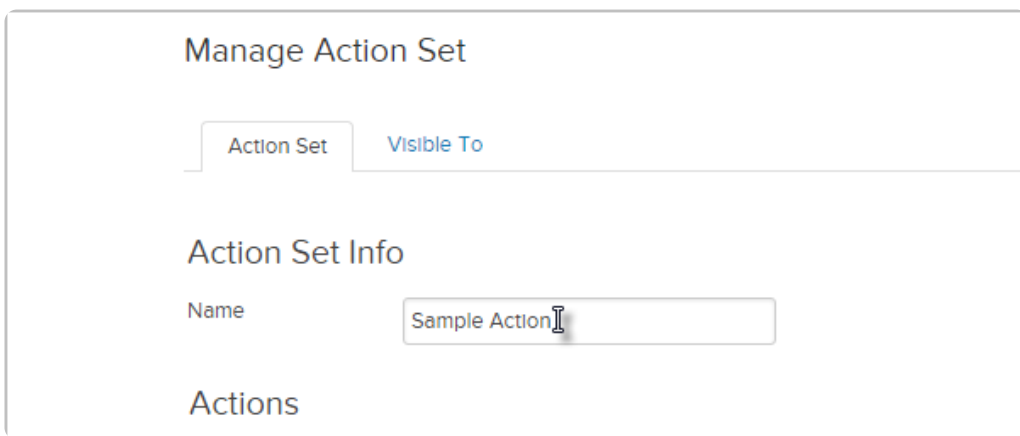 Manage Action Set
Action Set Visible To
Action Set Info
Name Sample Action
Actions